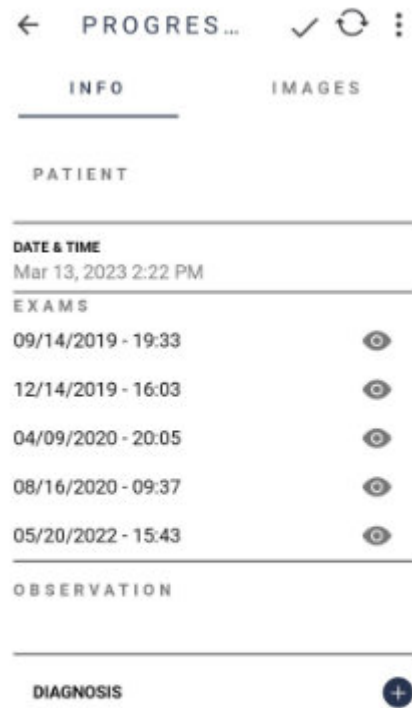 PROGRES...
INFO IMAGES
PATIENT
DATE & TIME
Mar 13, 2023 2:22 PM
EXAMS
09/14/2019 - 19:33
12/14/2019 - 16:03
04/09/2020 - 20:05
08/16/2020 - 09:37
05/20/2022 - 15:43
OBSERVATION
DIAGNOSIS